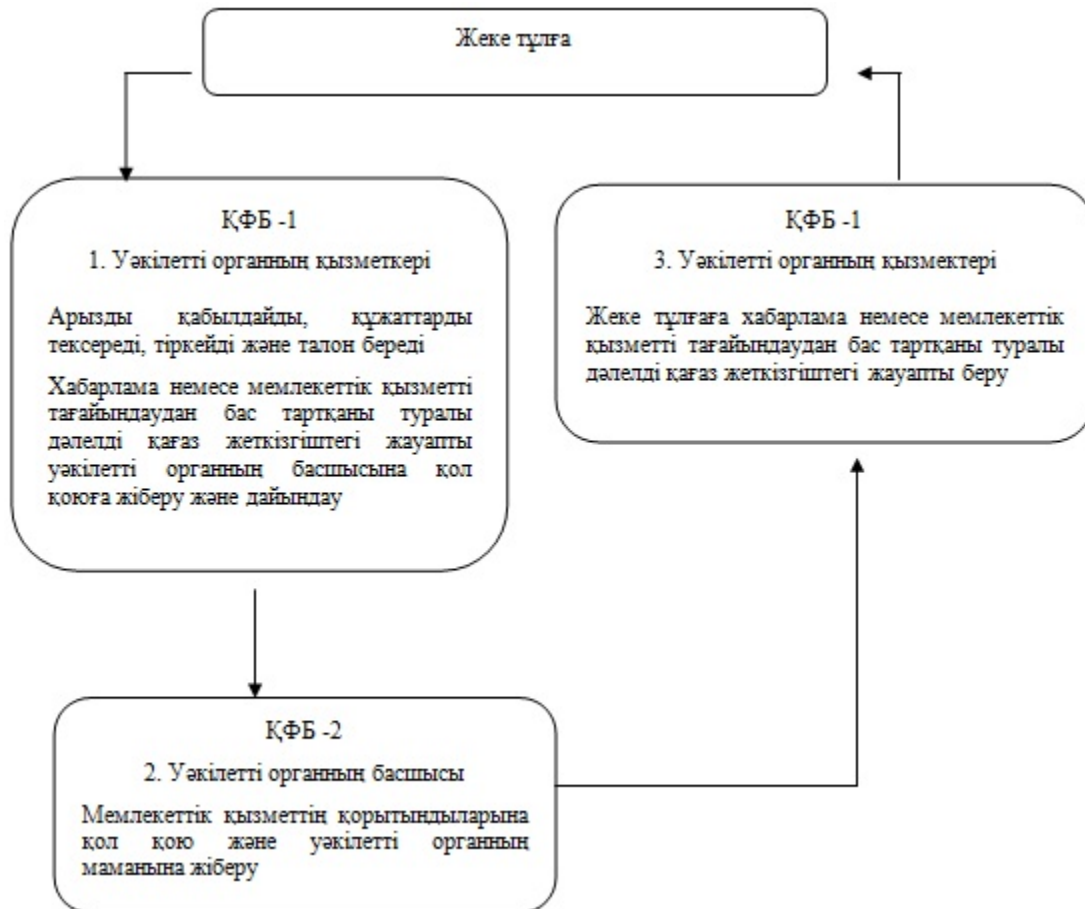 Жеке тұлға
ҚФБ -1
1. Уәкілетті органның қызметкері
Арызды қабылдайды, құжаттарды
тексереді, тіркейді және талон береді
Хабарлама немесе мемлекеттік қызметті
тағайындаудан бас тартқаны туралы
дәлелді қағаз жеткізгіштегі жауапты
уәкілетті органның басшысына қол
қоюға жіберу және дайындау
ҚФБ -1
3. Уәкілетті органның қызмектері
Жеке тұлғаға хабарлама немесе мемлекеттік
қызметті тағайындаудан бас тартқаны туралы
дәлелді қағаз жеткізгіштегі жауапты беру
ҚФБ -2
2. Уәкілетті органның басшысы
Мемлекеттік қызметтің қорытындыларына
қол қою және уәкілетті органның
маманына жіберу